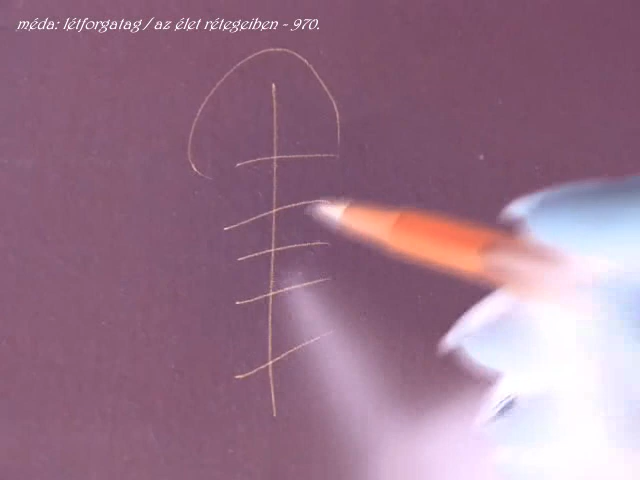 méda: létforgatag / az élet rétegeiben - 970.